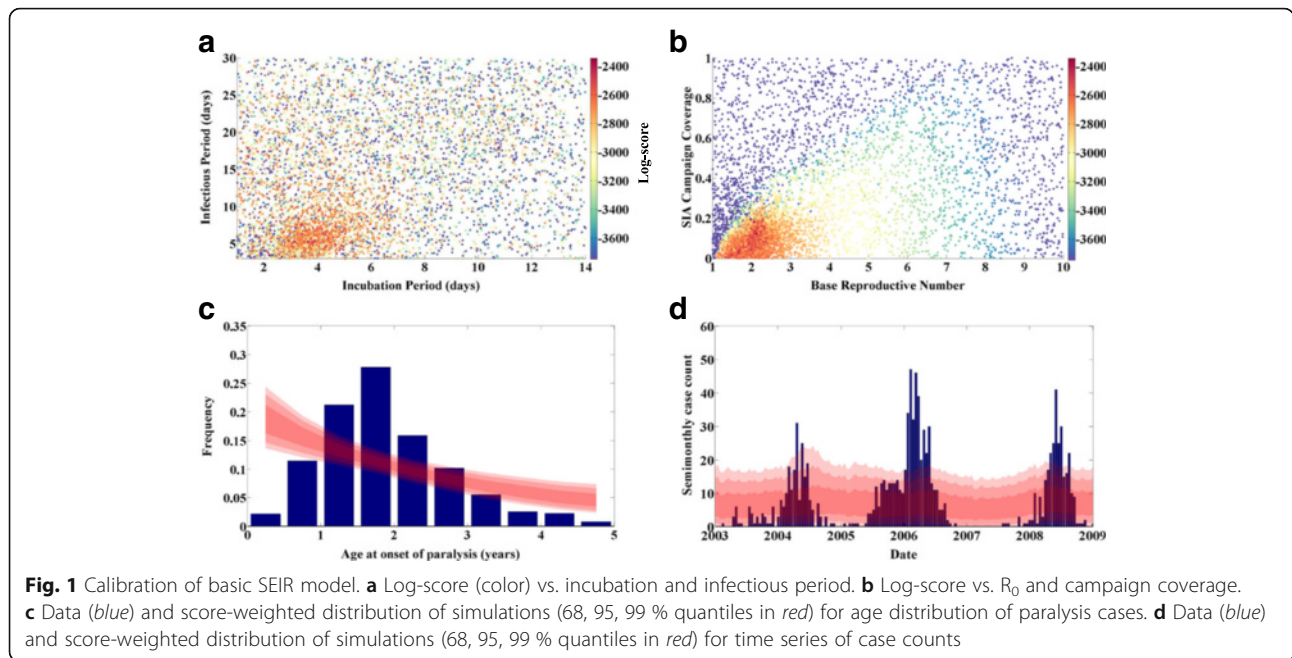 a
30
25
20
15
10
5
Infectious Period (days)
2 4 6 8 10 12 14
Incubation Period (days)
-2400
-2600
-2800
-3200
-3600
Log-score
b
1
0.8
0.6
0.4
0.2
0
SIA Campaign Coverage
1 2 3 4 5 6 7 8 9 10
Base Reproductive Number
-2400
-2600
-2800
-3200
-3600
c
0.35
0.3
0.25
0.2
0.15
0.1
0.05
0
Frequency
0 1 2 3 4 5
Age at onset of paralysis (years)
d
60
50
40
30
20
10
0
Semimonthly case count
2003 2004 2005 2006 2007 2008 2009
Date
Fig. 1 Calibration of basic SEIR model. a Log-score (color) vs. incubation and infectious period. b Log-score vs. R0 and campaign coverage.
c Data (blue) and score-weighted distribution of simulations (68, 95, 99 % quantiles in red) for age distribution of paralysis cases. d Data (blue)
and score-weighted distribution of simulations (68, 95, 99 % quantiles in red) for time series of case counts